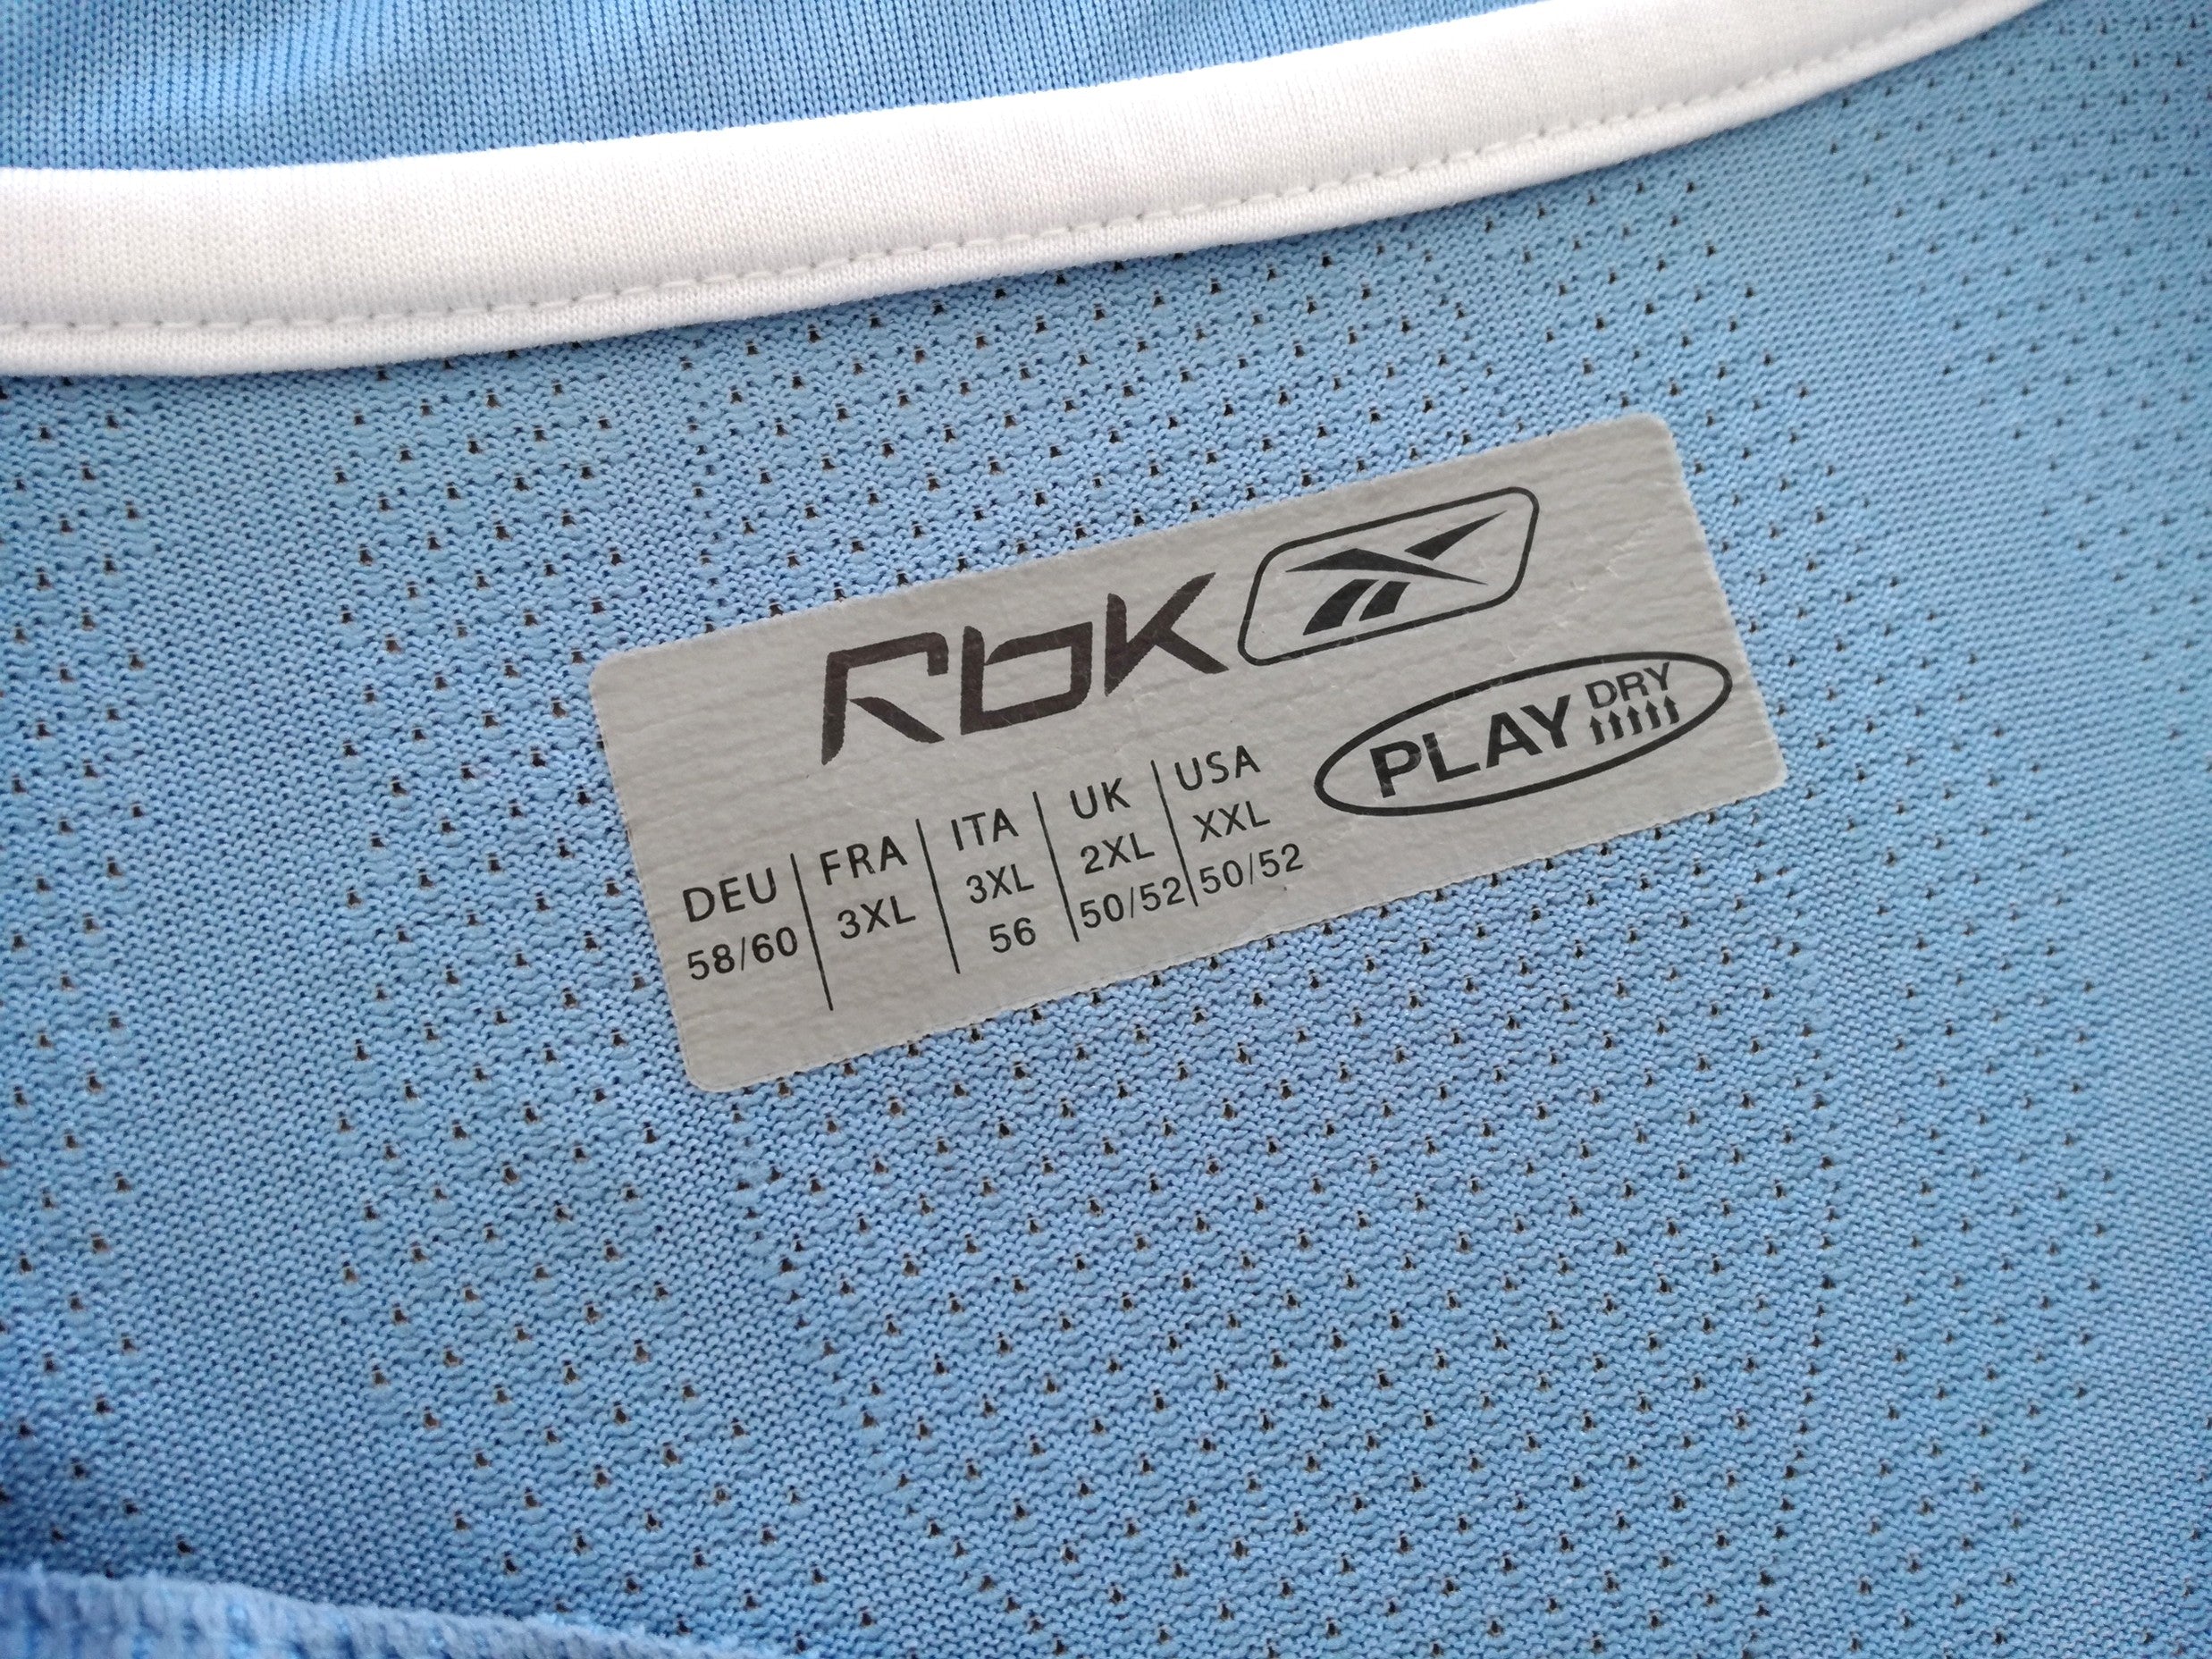 Rbk
PLAY DRY
DEU FRA ITA UK USA
58/60 3XL 3XL 2XL XXL
56 50/52 50/52